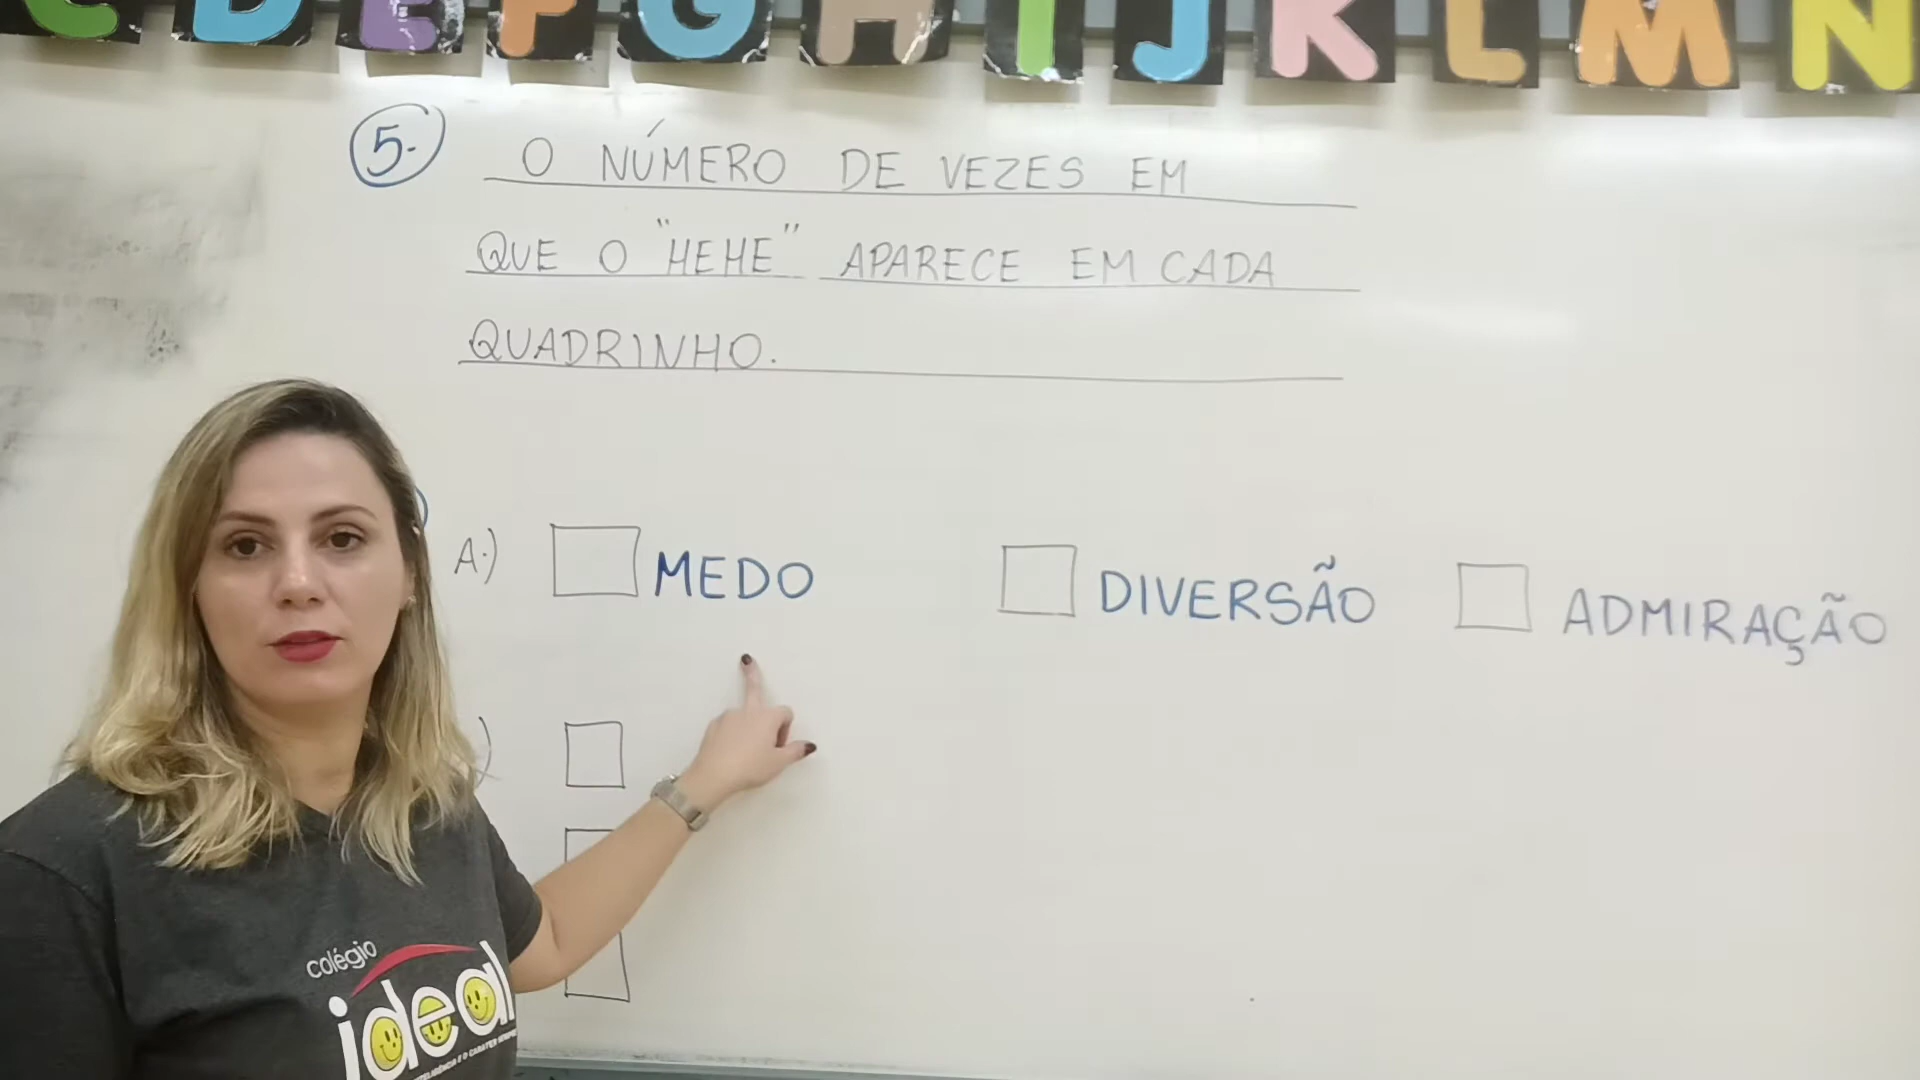 C D E F G H I J K L M N
5. O NÚMERO DE VEZES EM
QUE O "HEHE" APARECE EM CADA
QUADRINHO.
A.) MEDO DIVERSÃO ADMIRAÇÃO
)
colégio
ideal